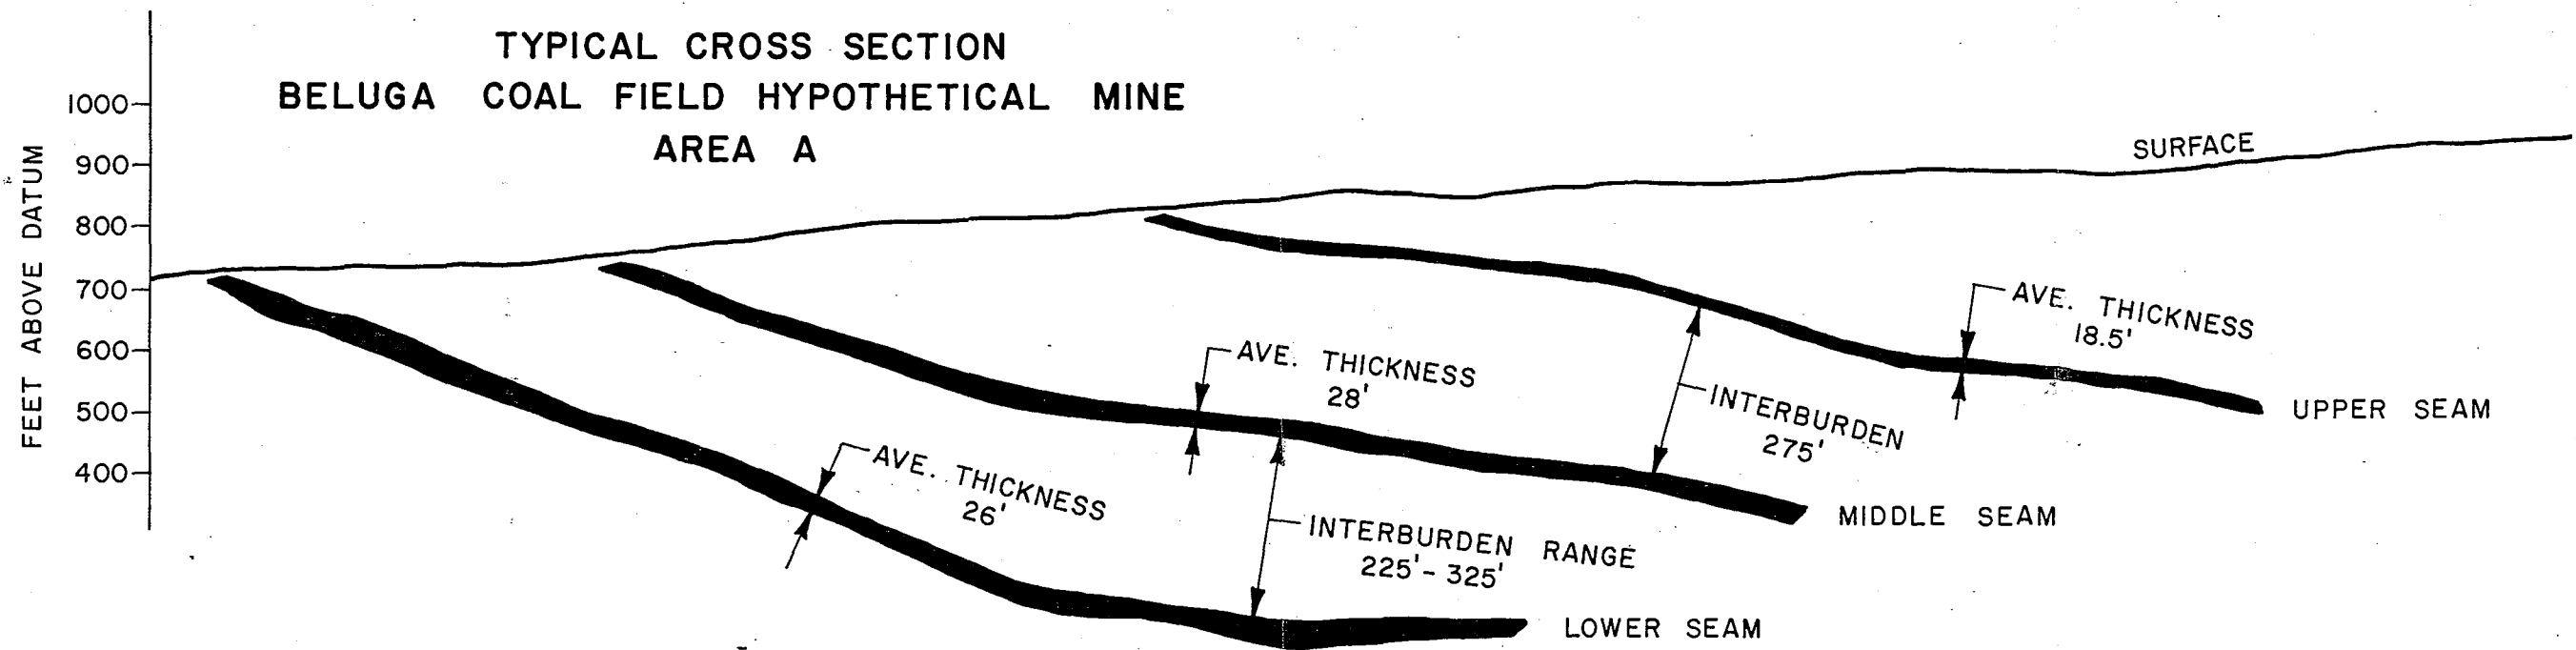 TYPICAL CROSS SECTION
BELUGA COAL FIELD HYPOTHETICAL MINE
AREA A
FEET ABOVE DATUM
1000
900
800
700
600
500
400
SURFACE
AVE. THICKNESS
18.5'
AVE. THICKNESS
28'
INTERBURDEN
275'
UPPER SEAM
AVE. THICKNESS
26'
INTERBURDEN RANGE
225'-325'
MIDDLE SEAM
LOWER SEAM